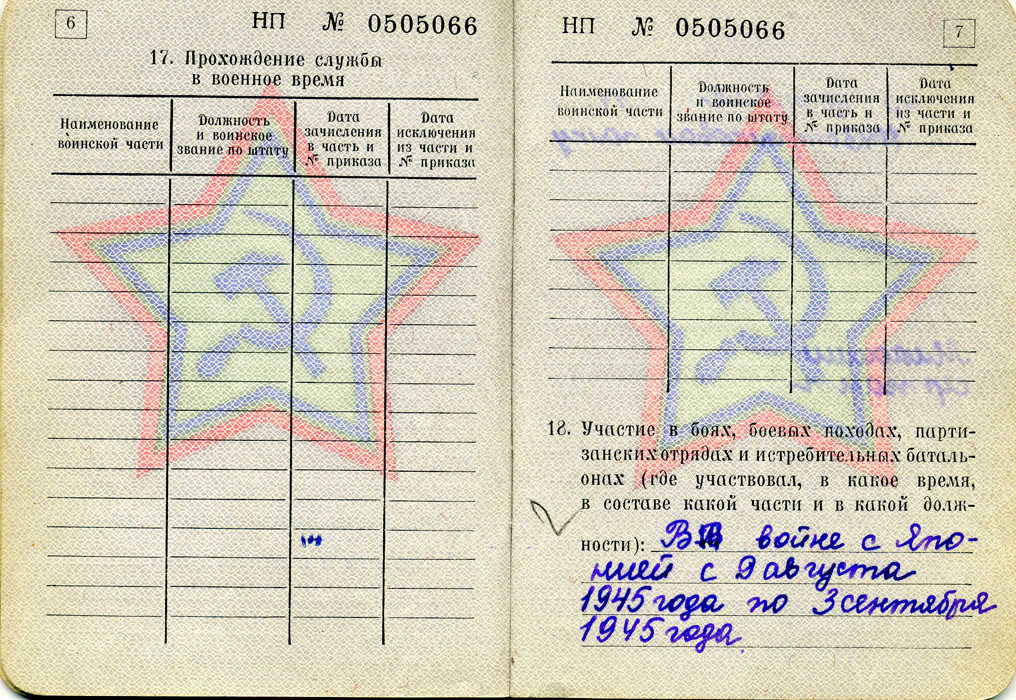 6
НП № 0505066
17. Прохождение службы
в военное время
Наименование
воинской части
Должность
и воинское
звание по штату
Дата
зачисления
в часть и
№ приказа
Дата
исключения
из части и
№ приказа
НП № 0505066
7
Наименование
воинской части
Должность
и воинское
звание по штату
Дата
зачисления
в часть и
№ приказа
Дата
исключения
из части и
№ приказа
18. Участие в боях, боевых походах, парти-
занских отрядах и истребительных баталь-
онах (где участвовал, в какое время,
в составе какой части и в какой долж-
ности): В войне с Япо-
нией с 9 августа
1945 года по 3 сентября
1945 года.